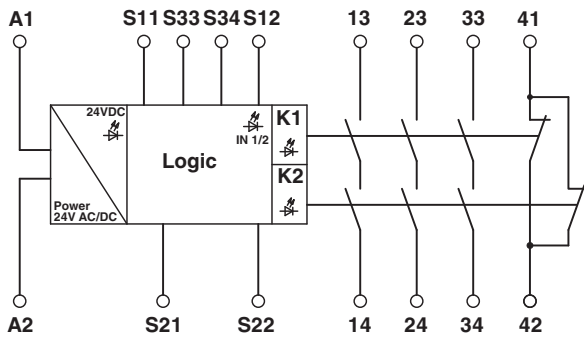 A1 S11 S33 S34 S12 13 23 33 41
24VDC
K1
IN 1/2
Logic
K2
Power
24V AC/DC
A2 S21 S22 14 24 34 42